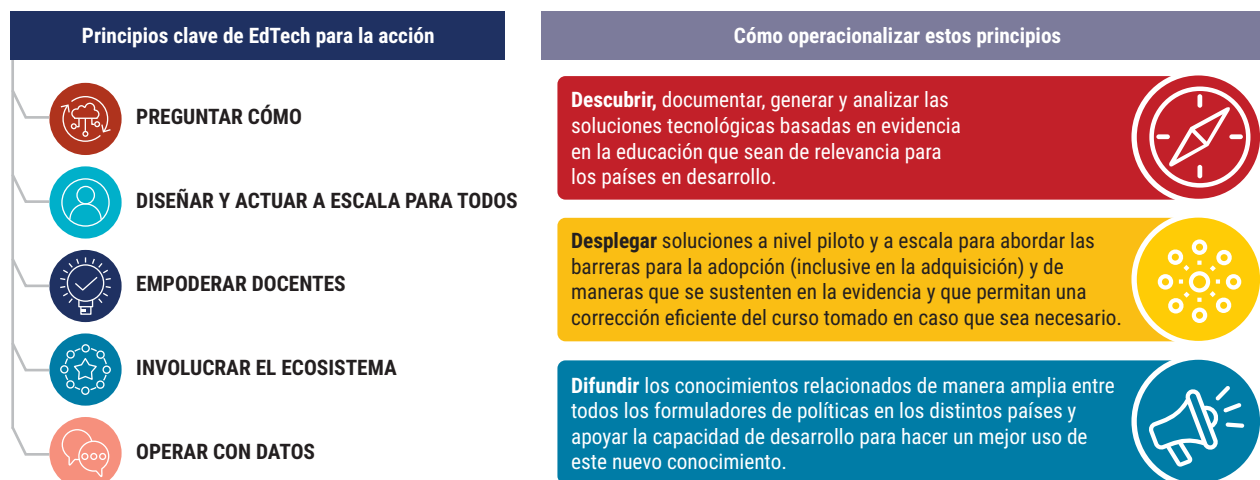 Principios clave de EdTech para la acción
PREGUNTAR CÓMO
DISEÑAR Y ACTUAR A ESCALA PARA TODOS
EMPODERAR DOCENTES
INVOLUCRAR EL ECOSISTEMA
OPERAR CON DATOS
Cómo operacionalizar estos principios
Descubrir, documentar, generar y analizar las
soluciones tecnológicas basadas en evidencia
en la educación que sean de relevancia para
los países en desarrollo.
Desplegar soluciones a nivel piloto y a escala para abordar las
barreras para la adopción (inclusive en la adquisición) y de
maneras que se sustenten en la evidencia y que permitan una
corrección eficiente del curso tomado en caso que sea necesario.
Difundir los conocimientos relacionados de manera amplia entre
todos los formuladores de políticas en los distintos países y
apoyar la capacidad de desarrollo para hacer un mejor uso de
este nuevo conocimiento.